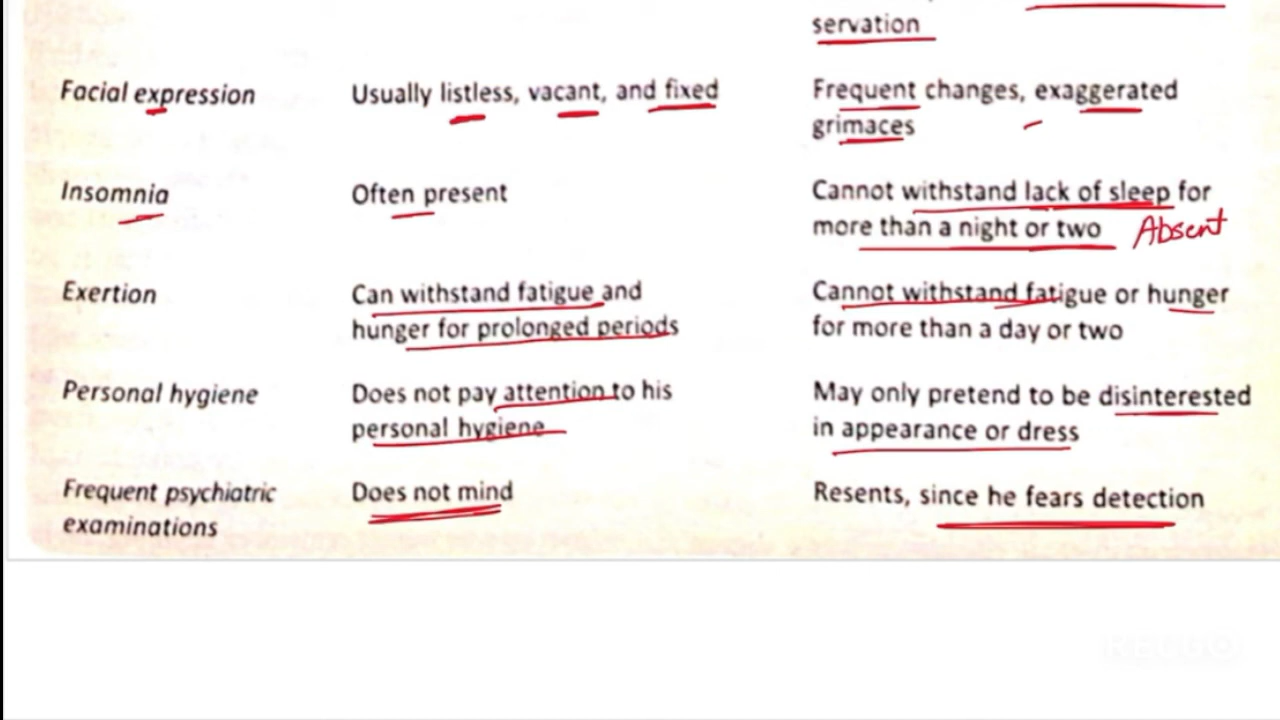 servation
Facial expression Usually listless, vacant, and fixed Frequent changes, exaggerated
grimaces
Insomnia Often present Cannot withstand lack of sleep for
more than a night or two Absent
Exertion Can withstand fatigue and Cannot withstand fatigue or hunger
hunger for prolonged periods for more than a day or two
Personal hygiene Does not pay attention to his May only pretend to be disinterested
personal hygiene in appearance or dress
Frequent psychiatric Does not mind Resents, since he fears detection
examinations